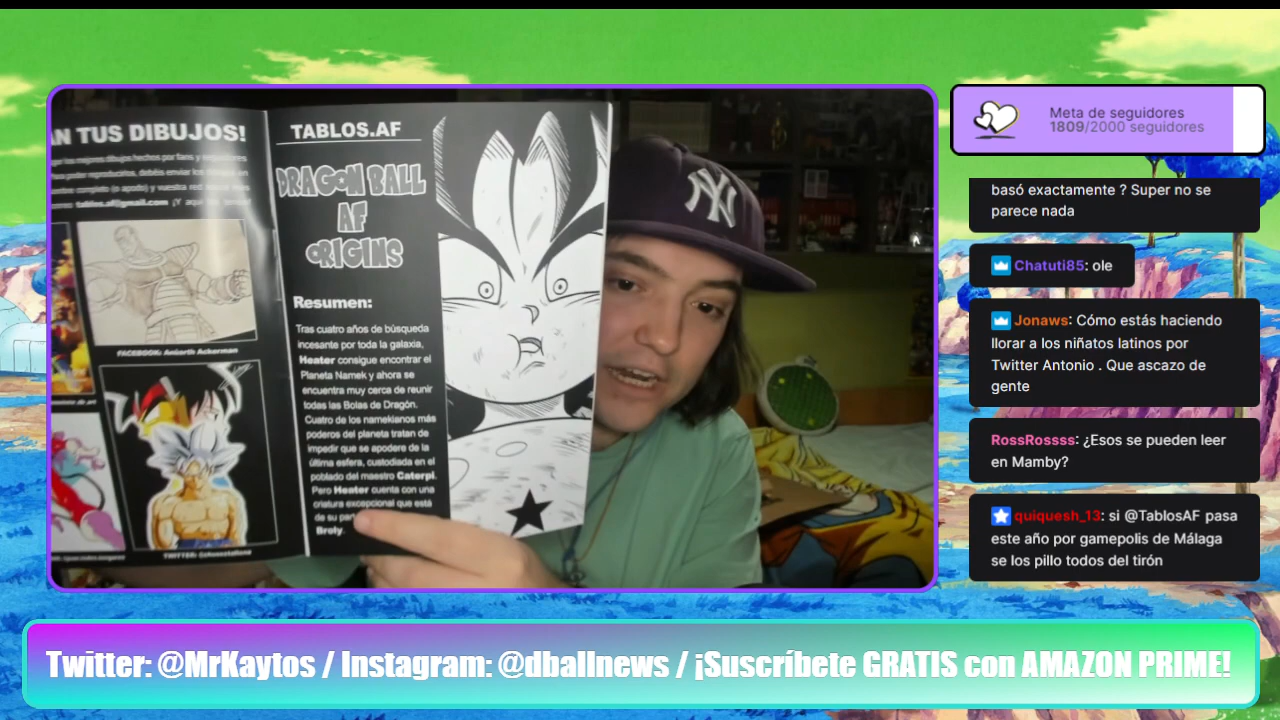 AN TUS DIBUJOS!
tablos.af@gmail.com
FACEBOOK: Aniorth Ackerman
TABLOS.AF
DRAGON BALL
AF
ORIGINS
Resumen:
Tras cuatro años de búsqueda
incesante por toda la galaxia,
Heater consigue encontrar el
Planeta Namek y ahora se
encuentra muy cerca de reunir
todas las Bolas de Dragón.
Cuatro de los namekianos más
poderos del planeta tratan de
impedir que se apodere de la
última esfera, custodiada en el
poblado del maestro Caterpl.
Pero Heater cuenta con una
criatura excepcional que está
de su par
Broly.
NY
Meta de seguidores
1809/2000 seguidores
basó exactamente ? Super no se
parece nada
Chatuti85: ole
Jonaws: Cómo estás haciendo
llorar a los niñatos latinos por
Twitter Antonio . Que ascazo de
gente
RossRossss: ¿Esos se pueden leer
en Mamby?
quiquesh_13: si @TablosAF pasa
este año por gamepolis de Málaga
se los pillo todos del tirón
Twitter: @MrKaytos / Instagram: @dballnews / ¡Suscríbete GRATIS con AMAZON PRIME!